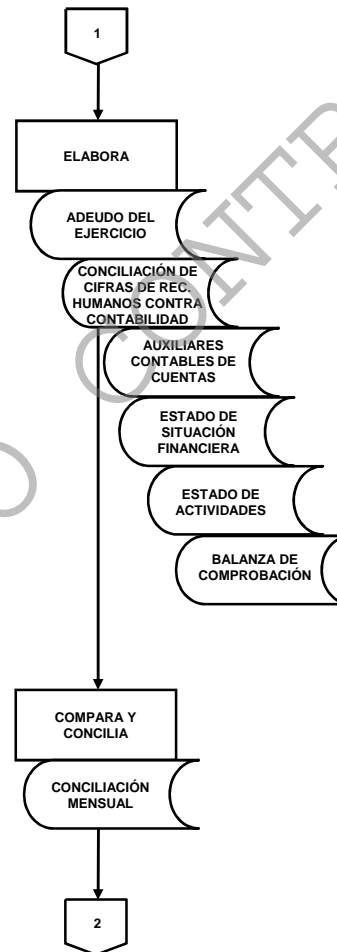 1
ELABORA
ADEUDO DEL
EJERCICIO
CONCILIACIÓN DE
CIFRAS DE REC.
HUMANOS CONTRA
CONTABILIDAD
AUXILIARES
CONTABLES DE
CUENTAS
ESTADO DE
SITUACIÓN
FINANCIERA
ESTADO DE
ACTIVIDADES
BALANZA DE
COMPROBACIÓN
COMPARA Y
CONCILIA
CONCILIACIÓN
MENSUAL
2
O CONTR